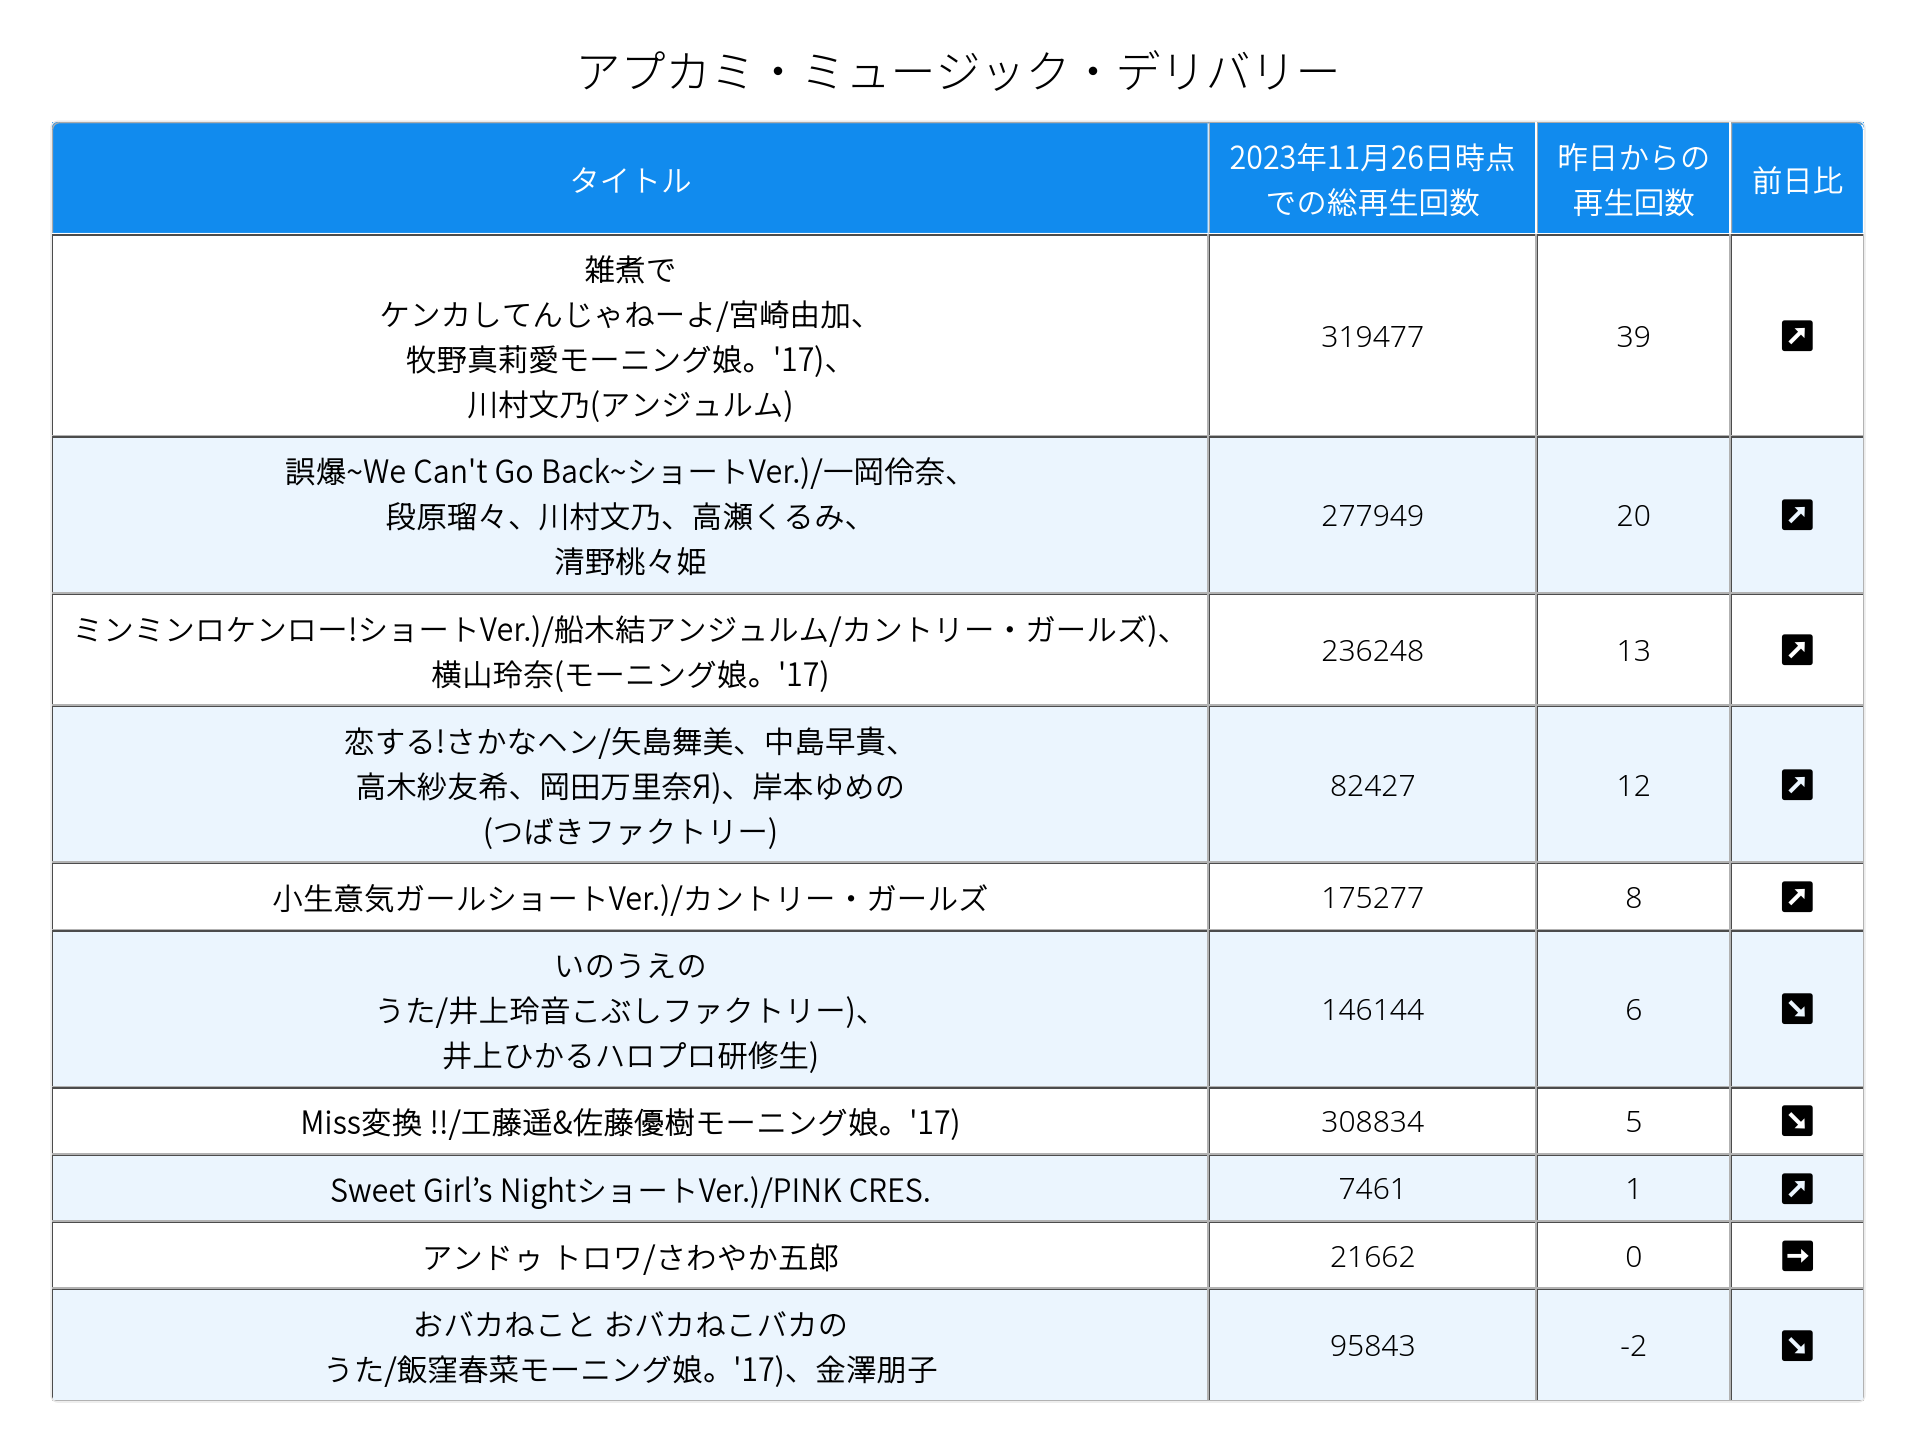 アプカミ・ミュージック・デリバリー
タイトル
2023年11月26日時点
での総再生回数
昨日からの
再生回数
前日比
雑煮で
ケンカしてんじゃねーよ/宮崎由加、
牧野真莉愛モーニング娘。'17)、
川村文乃(アンジュルム)
319477
39
誤爆~We Can't Go Back~ショートVer.)/一岡伶奈、
段原瑠々、川村文乃、高瀬くるみ、
清野桃々姫
277949
20
ミンミンロケンロー!ショートVer.)/船木結アンジュルム/カントリー・ガールズ)、
横山玲奈(モーニング娘。'17)
236248
13
恋する!さかなヘン/矢島舞美、中島早貴、
高木紗友希、岡田万里奈Я)、岸本ゆめの
(つばきファクトリー)
82427
12
小生意気ガールショートVer.)/カントリー・ガールズ
175277
8
いのうえの
うた/井上玲音こぶしファクトリー)、
井上ひかるハロプロ研修生)
146144
6
Miss変換 !!/工藤遥&佐藤優樹モーニング娘。'17)
308834
5
Sweet Girl’s NightショートVer.)/PINK CRES.
7461
1
アンドゥ トロワ/さわやか五郎
21662
0
おバカねこと おバカねこバカの
うた/飯窪春菜モーニング娘。'17)、金澤朋子
95843
-2